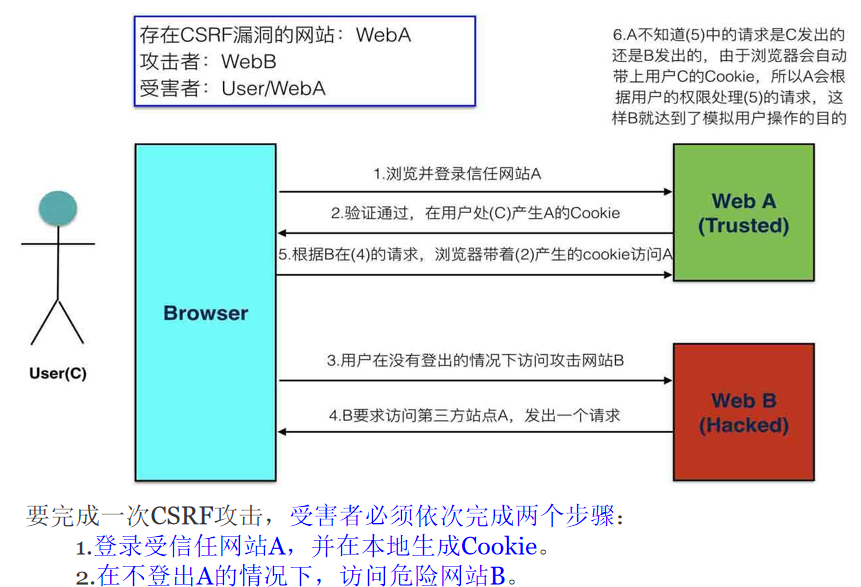 存在CSRF漏洞的网站：WebA
攻击者：WebB
受害者：User/WebA
6.A不知道(5)中的请求是C发出的
还是B发出的，由于浏览器会自动
带上用户C的Cookie，所以A会根
据用户的权限处理(5)的请求，这
样B就达到了模拟用户操作的目的
1.浏览并登录信任网站A
2.验证通过，在用户处(C)产生A的Cookie
5.根据B在(4)的请求，浏览器带着(2)产生的cookie访问A
Web A
(Trusted)
Browser
User(C)
3.用户在没有登出的情况下访问攻击网站B
4.B要求访问第三方站点A，发出一个请求
Web B
(Hacked)
要完成一次CSRF攻击，受害者必须依次完成两个步骤：
1.登录受信任网站A，并在本地生成Cookie。
2.在不登出A的情况下，访问危险网站B。